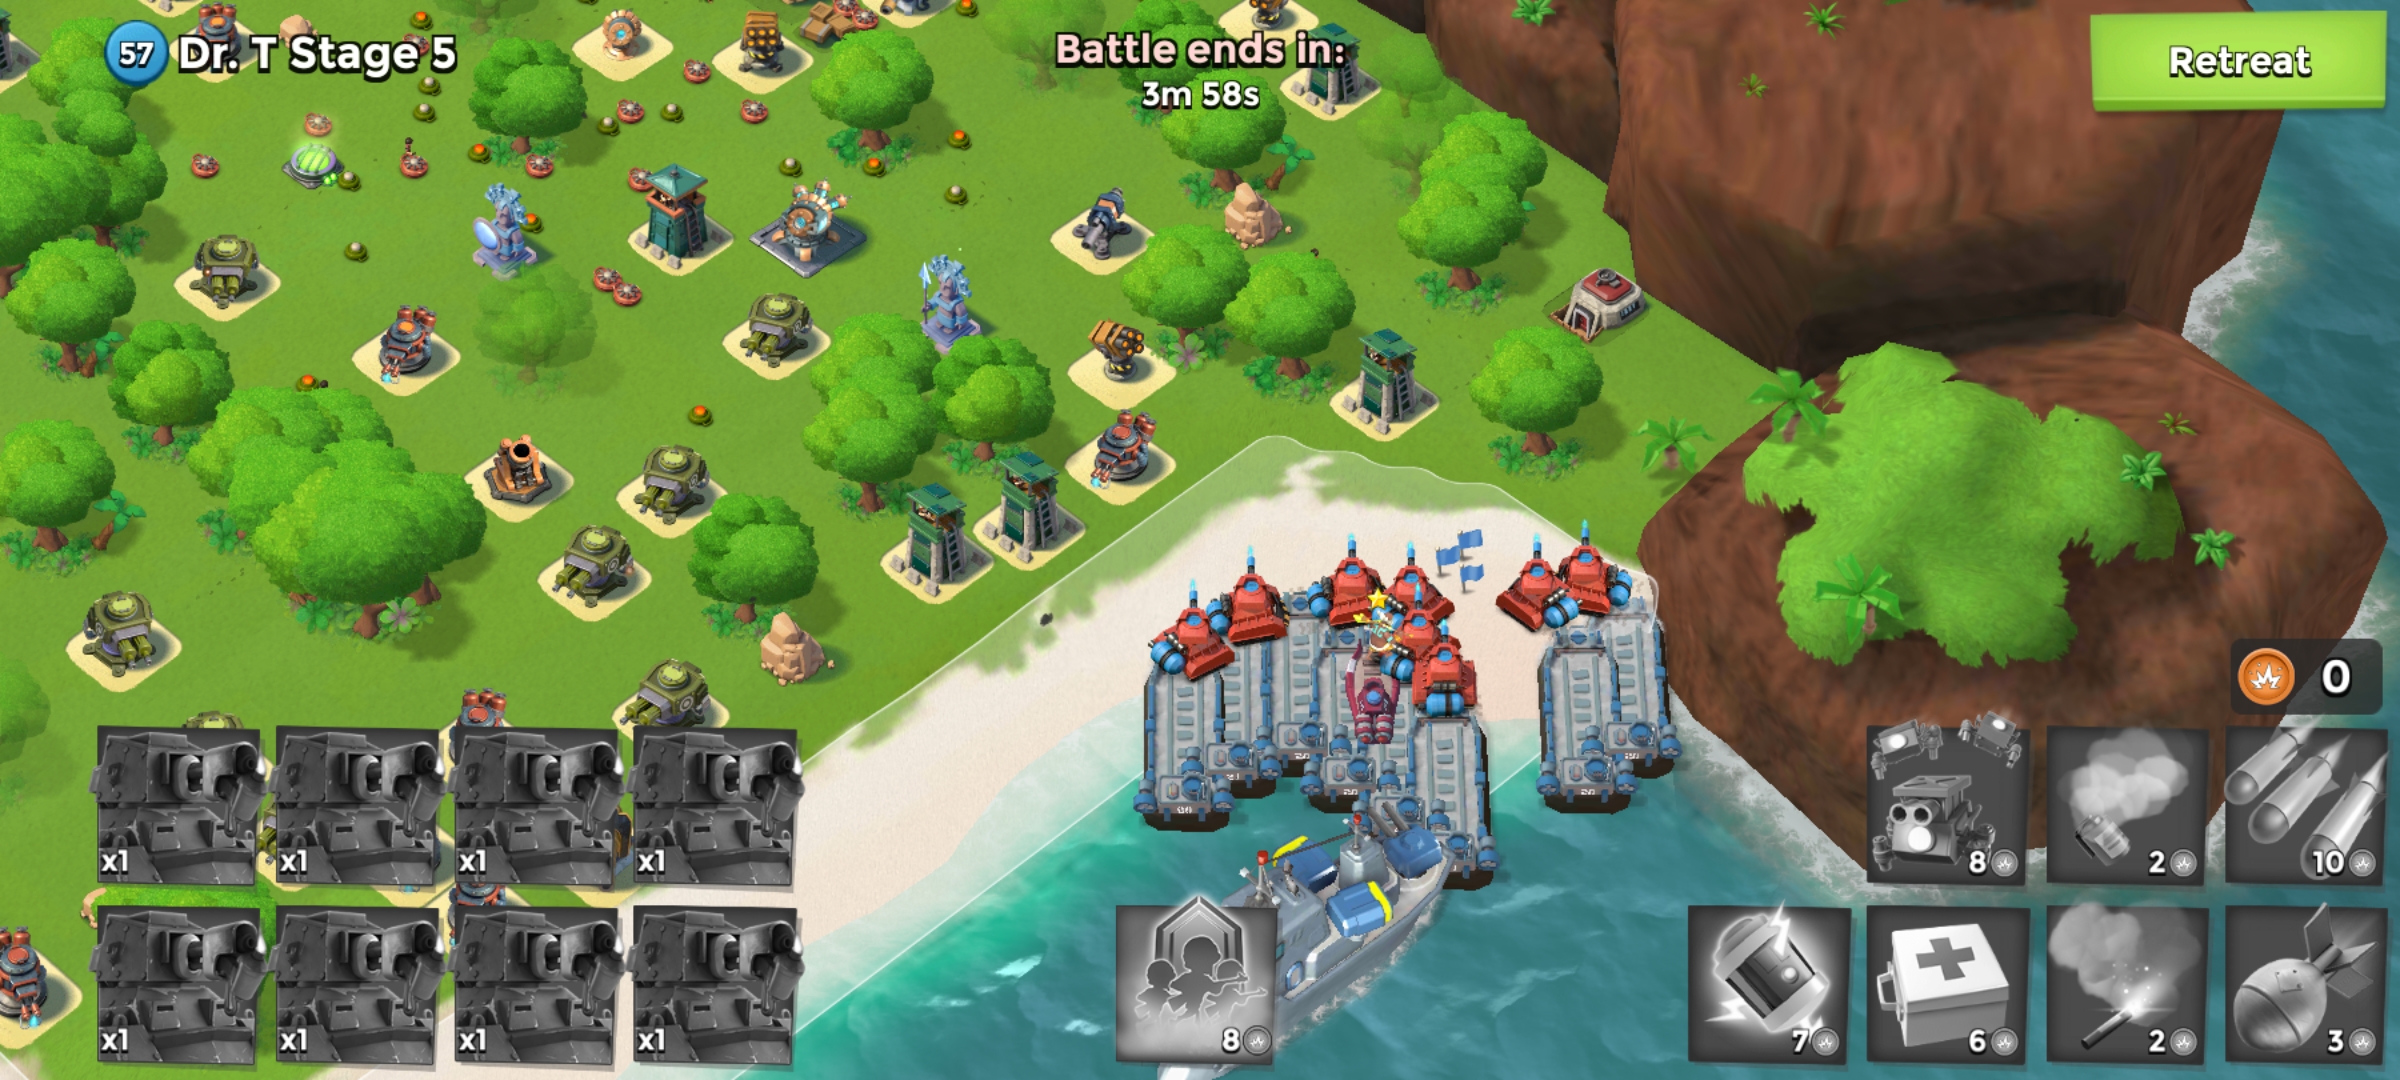 57 Dr. T Stage 5
Battle ends in:
3m 58s
Retreat
0
x1 x1 x1 x1
8 2 10
x1 x1 x1 x1
8
7 6 2 3